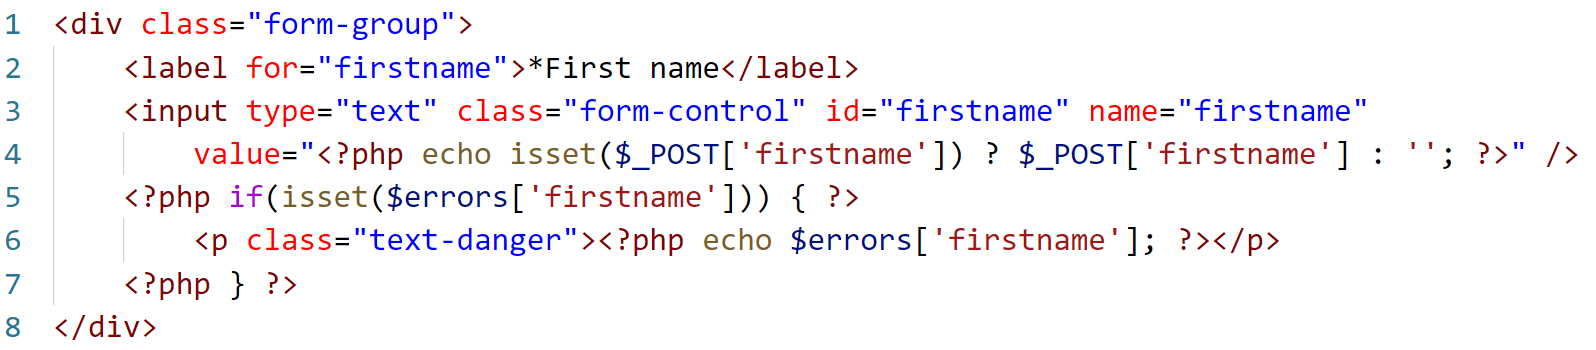 1 <div class="form-group">
2     <label for="firstname">*First name</label>
3     <input type="text" class="form-control" id="firstname" name="firstname"
4         value="<?php echo isset($_POST['firstname']) ? $_POST['firstname'] : ''; ?>" />
5     <?php if(isset($errors['firstname'])) { ?>
6         <p class="text-danger"><?php echo $errors['firstname']; ?></p>
7     <?php } ?>
8 </div>